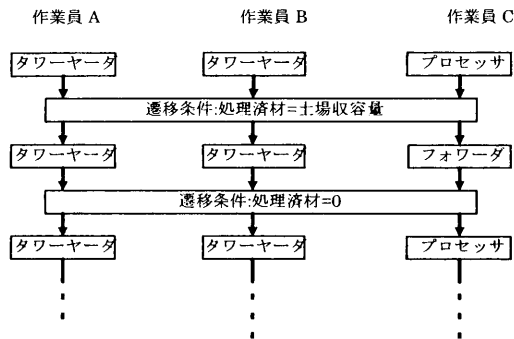 作業員 A 作業員 B 作業員 C
タワーヤーダ タワーヤーダ プロセッサ
遷移条件:処理済材=土場収容量
タワーヤーダ タワーヤーダ フォワーダ
遷移条件:処理済材=0
タワーヤーダ タワーヤーダ プロセッサ